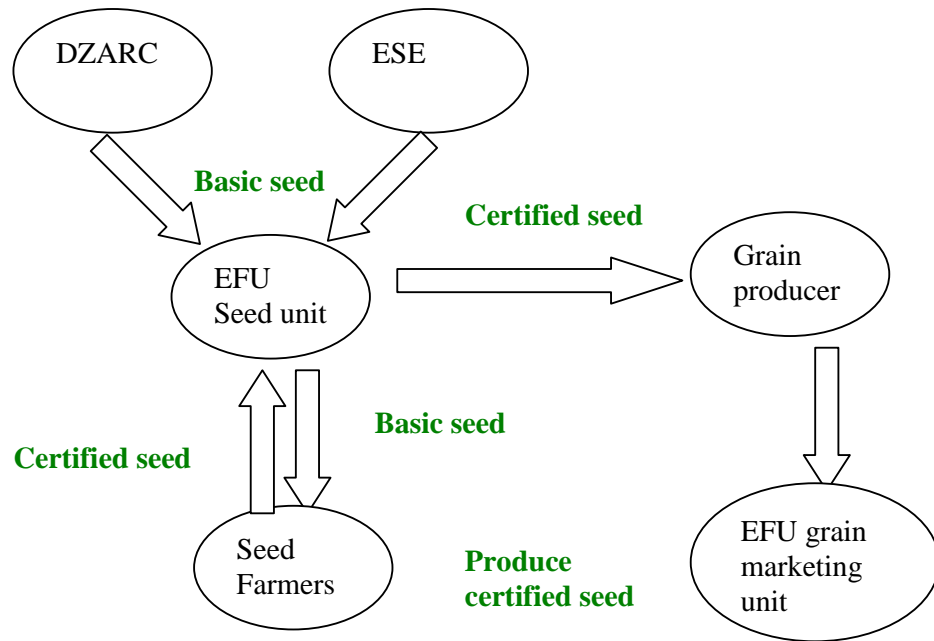 DZARC
ESE
Basic seed
Certified seed
EFU
Seed unit
Grain
producer
Basic seed
Certified seed
Seed
Farmers
Produce
certified seed
EFU grain
marketing
unit